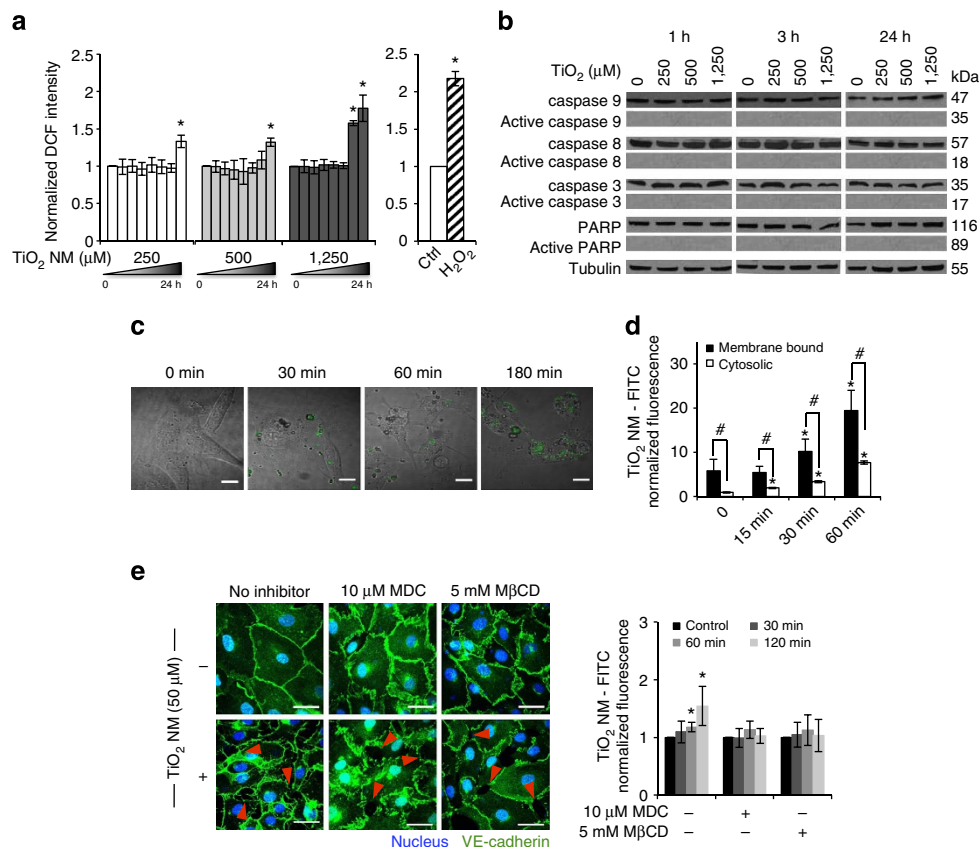 a
Normalized DCF intensity
2.5
2
1.5
1
0.5
0
* * * *
TiO2 NM (μM)
250
500
1,250
0 24 h
0 24 h
0 24 h
2.5
2
1.5
1
0.5
0
*
Ctrl
H2O2
b
1 h 3 h 24 h
TiO2 (μM)
0 250 500 1,250 0 250 500 1,250 0 250 500 1,250
kDa
caspase 9 47
Active caspase 9 35
caspase 8 57
Active caspase 8 18
caspase 3 35
Active caspase 3 17
PARP 116
Active PARP 89
Tubulin 55
c
0 min 30 min 60 min 180 min
d
TiO2 NM - FITC
normalized fluorescence
30
20
10
0
Membrane bound
Cytosolic
# # # #
* * * * *
0 15 min 30 min 60 min
e
No inhibitor 10 μM MDC 5 mM MβCD
TiO2 NM (50 μM)
–
+
Nucleus VE-cadherin
TiO2 NM - FITC
normalized fluorescence
3
2
1
0
Control 30 min
60 min 120 min
* *
10 μM MDC – + –
5 mM MβCD – – +